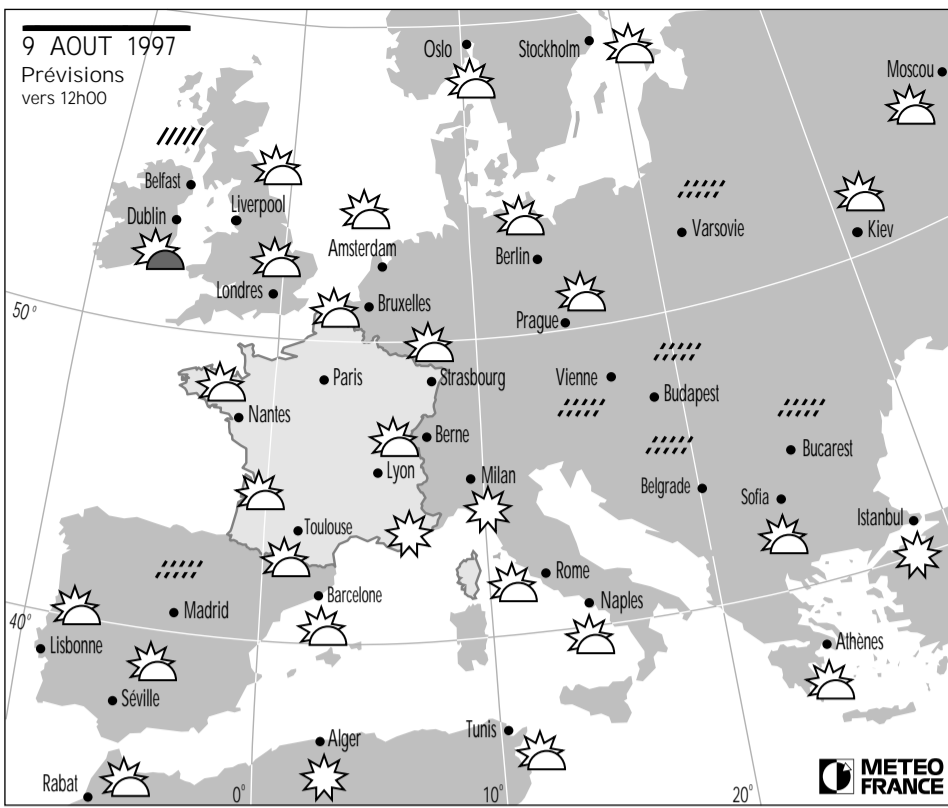 9 AOUT 1997
Prévisions
vers 12h00
Oslo
Stockholm
Moscou
Belfast
Liverpool
Dublin
Amsterdam
Berlin
Varsovie
Kiev
Londres
Bruxelles
50°
Prague
Paris
Strasbourg
Vienne
Budapest
Nantes
Berne
Bucarest
Lyon
Milan
Belgrade
Sofia
Istanbul
Toulouse
Rome
Barcelone
Naples
Madrid
40°
Lisbonne
Athènes
Séville
Alger
Tunis
Rabat
0°
10°
20°
METEO
FRANCE